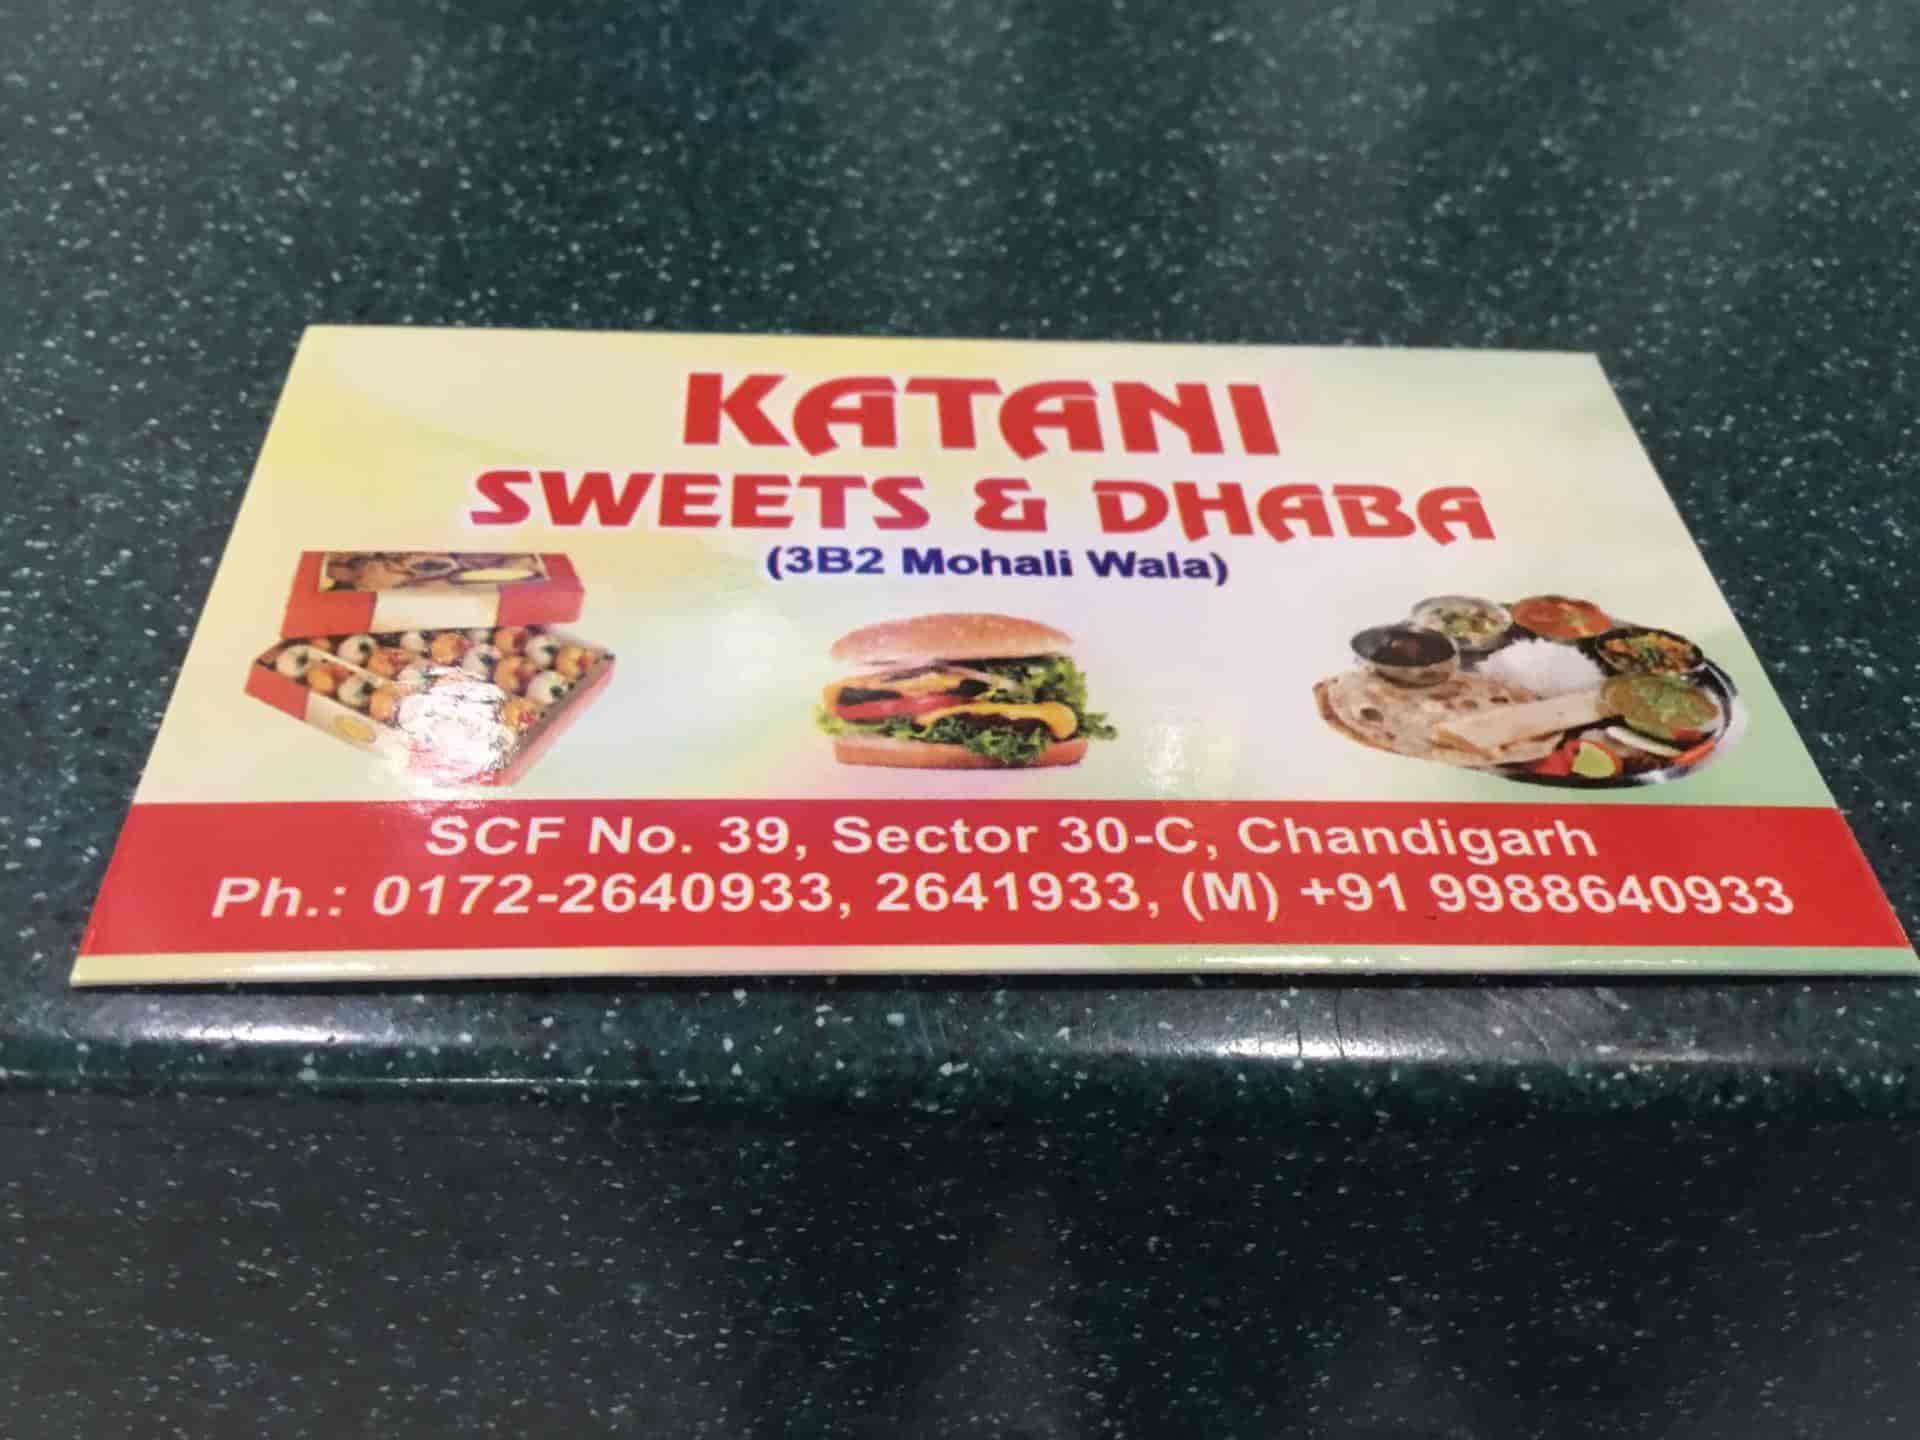 KATANI
SWEETS & DHABA
(3B2 Mohali Wala)
SCF No. 39, Sector 30-C, Chandigarh
Ph.: 0172-2640933, 2641933, (M) +91 9988640933